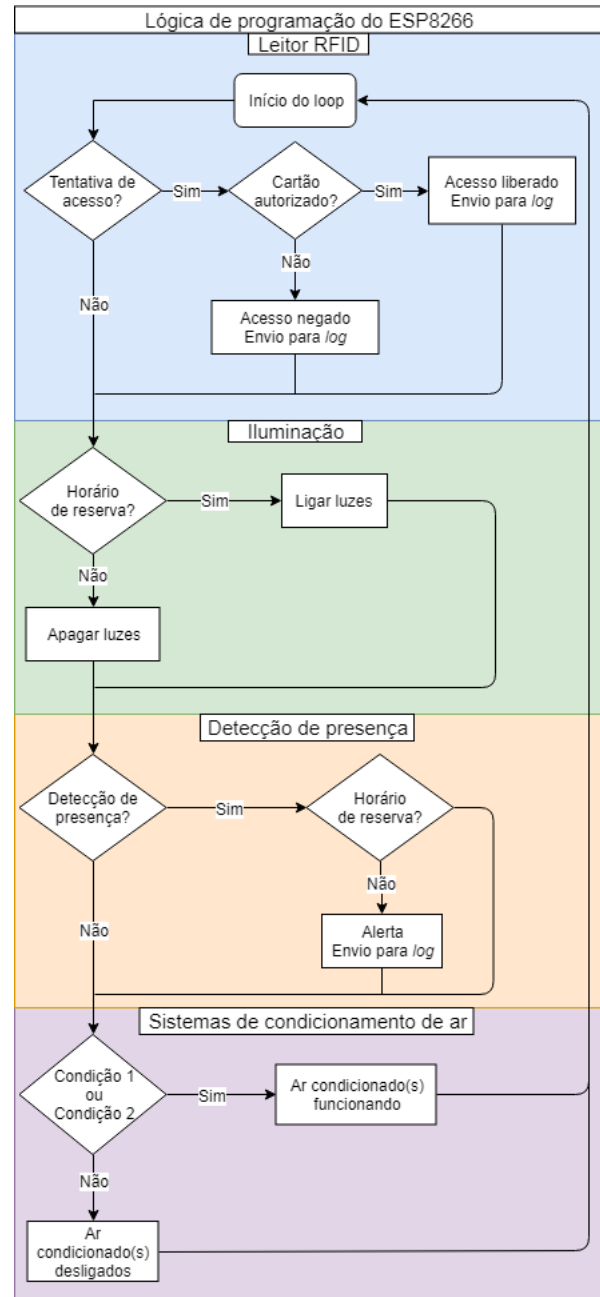 Lógica de programação do ESP8266
Leitor RFID
Início do loop
Tentativa de
acesso?
Sim
Cartão
autorizado?
Sim
Acesso liberado
Envio para log
Não
Não
Acesso negado
Envio para log
Iluminação
Horário
de reserva?
Sim
Ligar luzes
Não
Apagar luzes
Detecção de presença
Detecção de
presença?
Sim
Horário
de reserva?
Não
Não
Alerta
Envio para log
Sistemas de condicionamento de ar
Condição 1
ou
Condição 2
Sim
Ar condicionado(s)
funcionando
Não
Ar
condicionado(s)
desligados